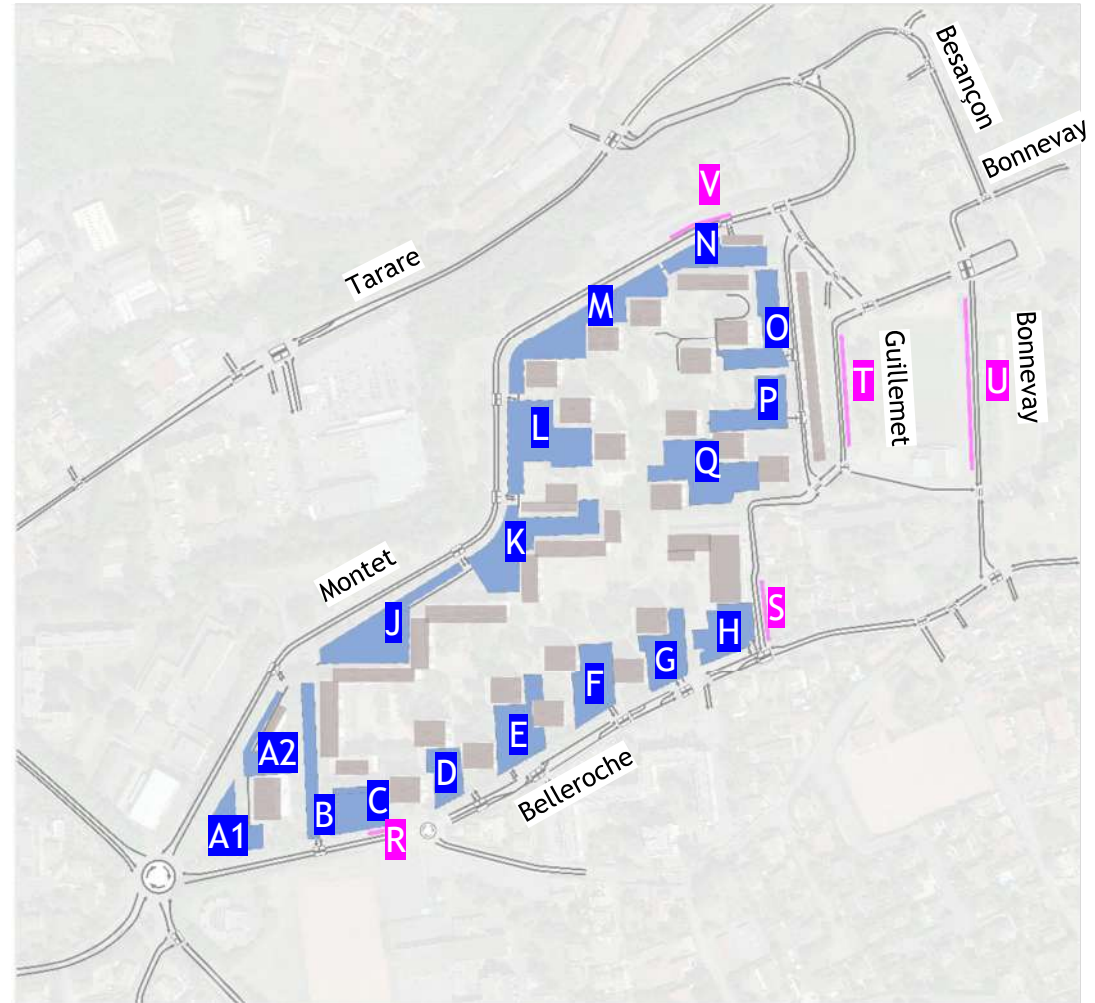 Besançon
Bonnevay
V
N
Tarare
M
O
Guillemet
Bonnevay
T
U
P
L
Q
K
Montet
J
S
H
G
F
E
A2
D
Belleroche
C
B
A1
R